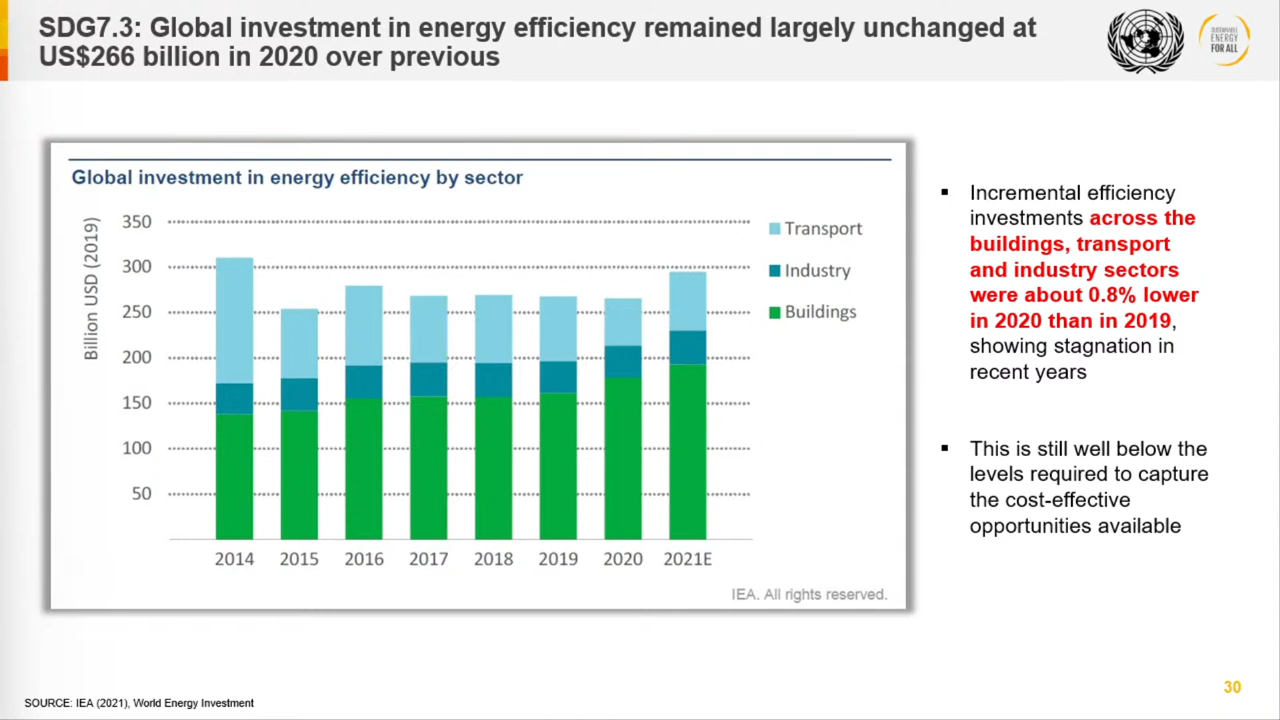 SDG7.3: Global investment in energy efficiency remained largely unchanged at
US$266 billion in 2020 over previous
SUSTAINABLE
ENERGY
FOR ALL
Global investment in energy efficiency by sector
Billion USD (2019)
350
300
250
200
150
100
50
2014 2015 2016 2017 2018 2019 2020 2021E
Transport
Industry
Buildings
IEA. All rights reserved.
▪ Incremental efficiency
investments across the
buildings, transport
and industry sectors
were about 0.8% lower
in 2020 than in 2019,
showing stagnation in
recent years
▪ This is still well below the
levels required to capture
the cost-effective
opportunities available
30
SOURCE: IEA (2021), World Energy Investment